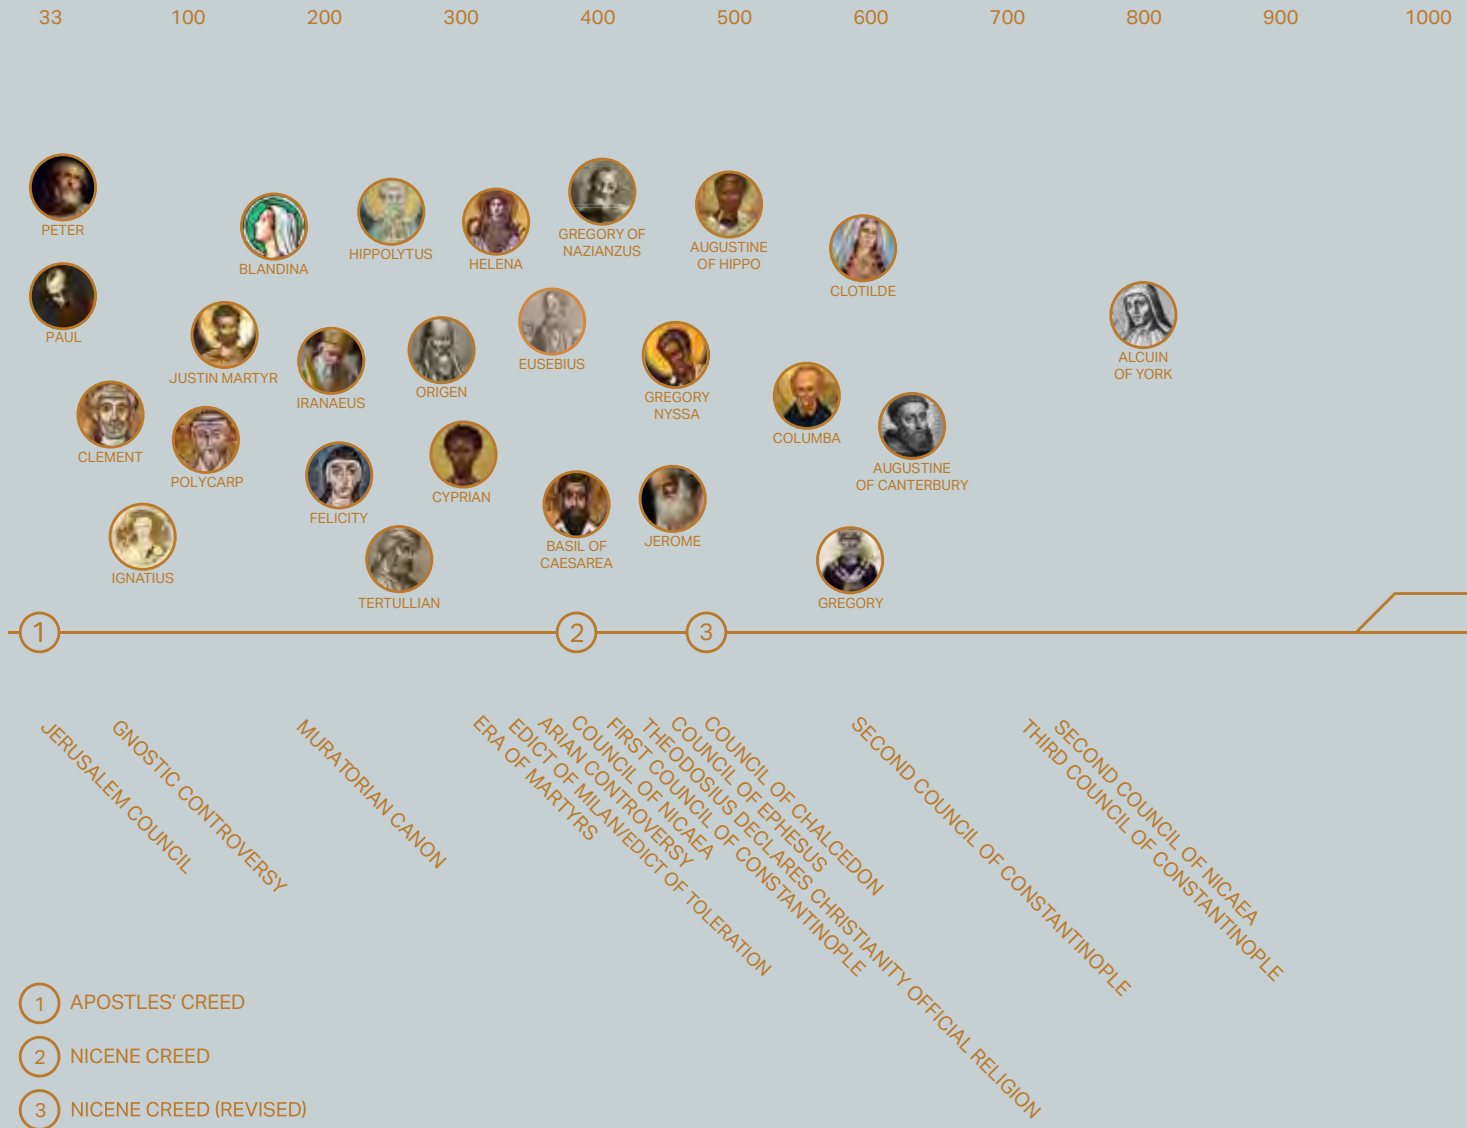 33 100 200 300 400 500 600 700 800 900 1000
PETER
PAUL
CLEMENT
IGNATIUS
JUSTIN MARTYR
POLYCARP
BLANDINA
IRANAEUS
FELICITY
HIPPOLYTUS
ORIGEN
TERTULLIAN
HELENA
CYPRIAN
EUSEBIUS
GREGORY OF
NAZIANZUS
BASIL OF
CAESAREA
GREGORY
NYSSA
JEROME
AUGUSTINE
OF HIPPO
CLOTILDE
COLUMBA
GREGORY
AUGUSTINE
OF CANTERBURY
ALCUIN
OF YORK
1
2
3
JERUSALEM COUNCIL
GNOSTIC CONTROVERSY
MURATORIAN CANON
ERA OF MARTYRS
EDICT OF MILAN/EDICT OF TOLERATION
ARIAN CONTROVERSY
COUNCIL OF NICAEA
FIRST COUNCIL OF CONSTANTINOPLE
THEODOSIUS DECLARES CHRISTIANITY OFFICIAL RELIGION
COUNCIL OF EPHESUS
COUNCIL OF CHALCEDON
SECOND COUNCIL OF CONSTANTINOPLE
THIRD COUNCIL OF CONSTANTINOPLE
SECOND COUNCIL OF NICAEA
1 APOSTLES' CREED
2 NICENE CREED
3 NICENE CREED (REVISED)